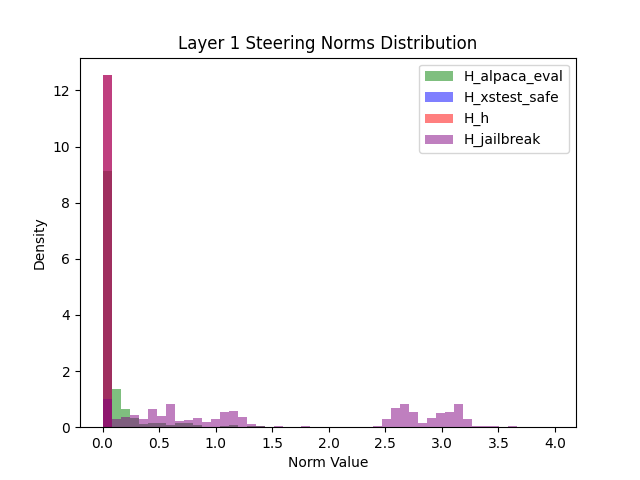 Layer 1 Steering Norms Distribution
H_alpaca_eval
H_xstest_safe
H_h
H_jailbreak
Density
12
10
8
6
4
2
0
0.0 0.5 1.0 1.5 2.0 2.5 3.0 3.5 4.0
Norm Value